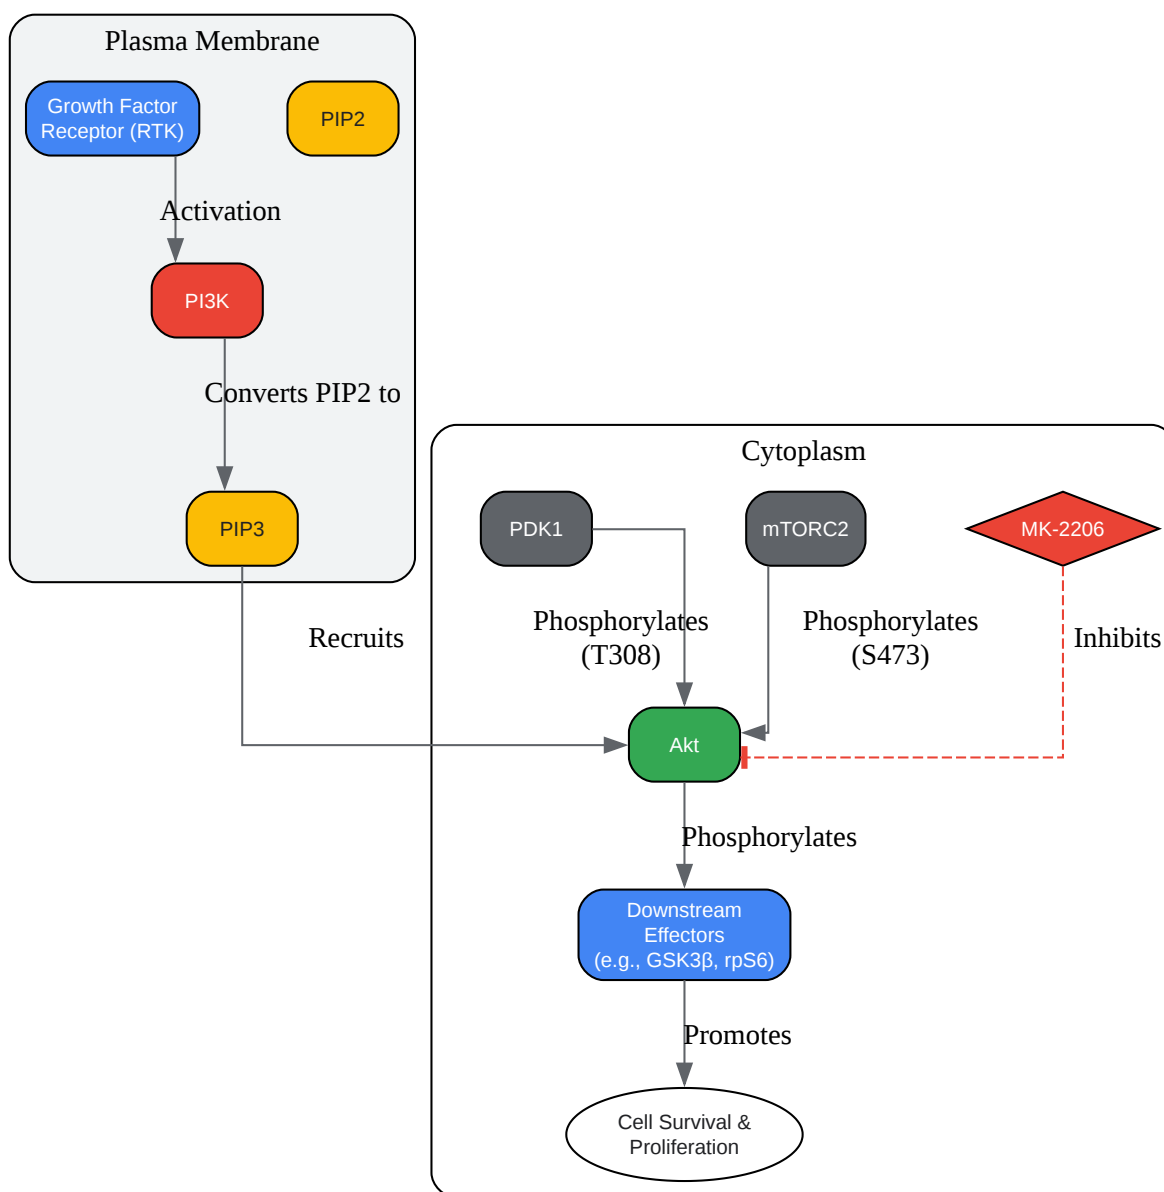 Plasma Membrane
Growth Factor
Receptor (RTK)
PIP2
Activation
PI3K
Converts PIP2 to
PIP3
Recruits
Cytoplasm
PDK1
mTORC2
MK-2206
Phosphorylates
(T308)
Phosphorylates
(S473)
Inhibits
Akt
Phosphorylates
Downstream
Effectors
(e.g., GSK3β, rpS6)
Promotes
Cell Survival &
Proliferation